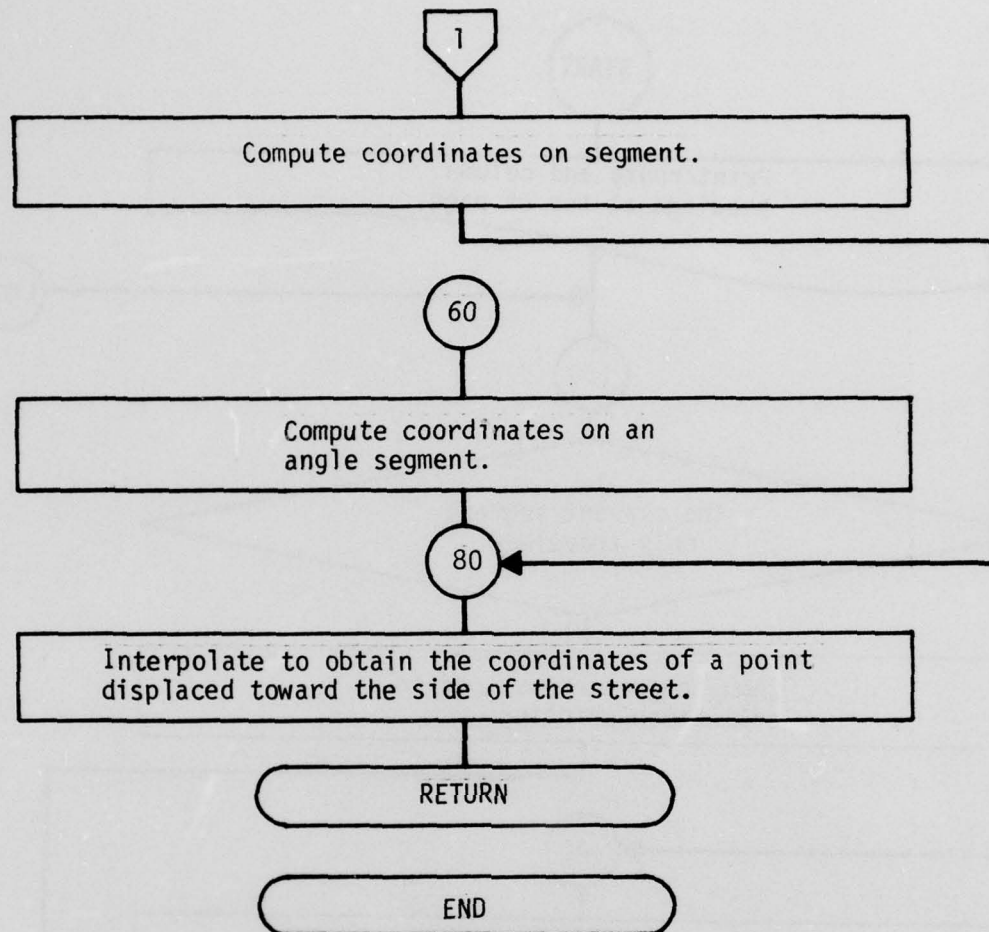 1
Compute coordinates on segment.
60
Compute coordinates on an
angle segment.
80
Interpolate to obtain the coordinates of a point
displaced toward the side of the street.
RETURN
END